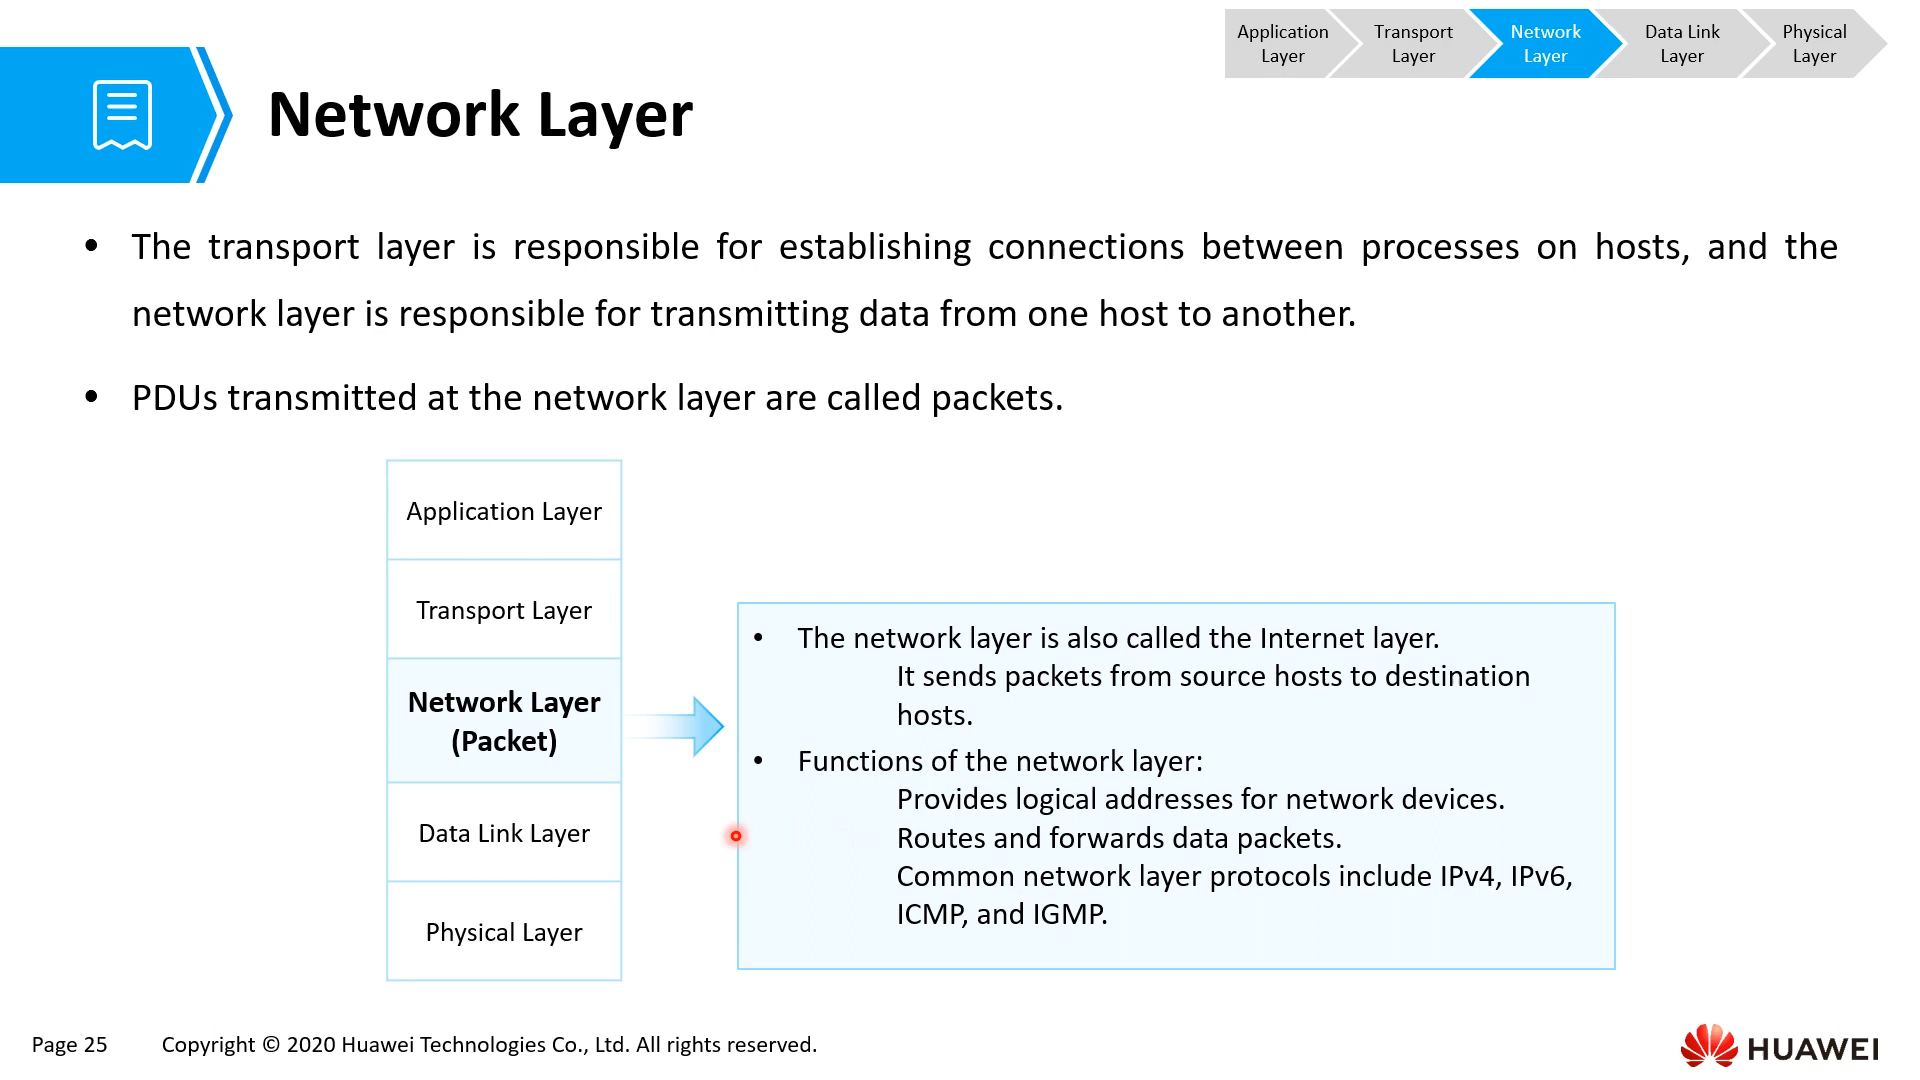 Application Layer
Transport Layer
Network Layer
Data Link Layer
Physical Layer
Network Layer
• The transport layer is responsible for establishing connections between processes on hosts, and the
network layer is responsible for transmitting data from one host to another.
• PDUs transmitted at the network layer are called packets.
Application Layer
Transport Layer
Network Layer
(Packet)
Data Link Layer
Physical Layer
• The network layer is also called the Internet layer.
It sends packets from source hosts to destination
hosts.
• Functions of the network layer:
Provides logical addresses for network devices.
Routes and forwards data packets.
Common network layer protocols include IPv4, IPv6,
ICMP, and IGMP.
Page 25
Copyright © 2020 Huawei Technologies Co., Ltd. All rights reserved.
HUAWEI